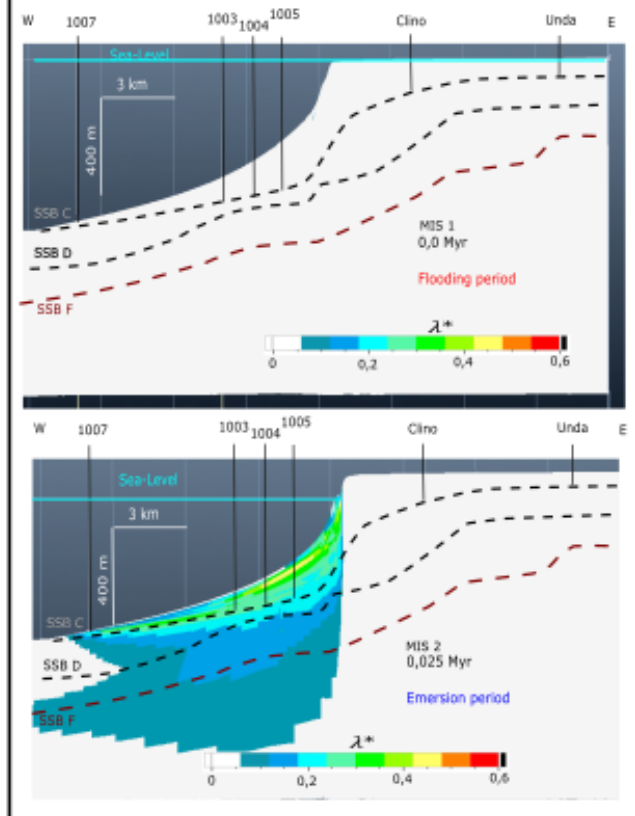 W 1007 1003 1004 1005 Clino Unda E
Sea-Level
3 km
400 m
SSB C
SSB D
SSB F
MIS 1
0,0 Myr
Flooding period
λ*
0 0,2 0,4 0,6
W 1007 1003 1004 1005 Clino Unda E
Sea-Level
3 km
400 m
SSB C
SSB D
SSB F
MIS 2
0,025 Myr
Emersion period
λ*
0 0,2 0,4 0,6